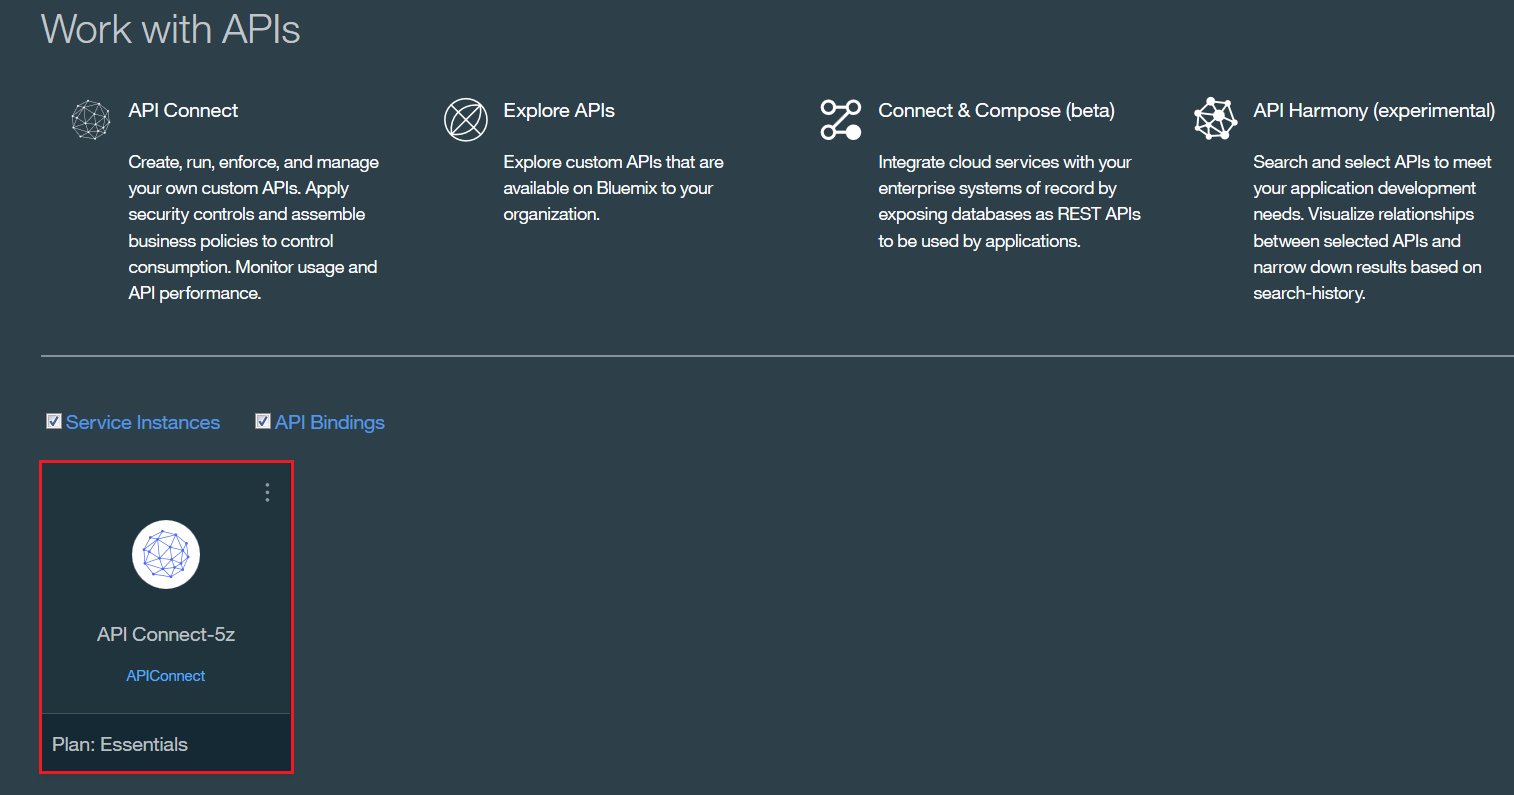 Work with APIs
API Connect
Create, run, enforce, and manage
your own custom APIs. Apply
security controls and assemble
business policies to control
consumption. Monitor usage and
API performance.
Explore APIs
Explore custom APIs that are
available on Bluemix to your
organization.
Connect & Compose (beta)
Integrate cloud services with your
enterprise systems of record by
exposing databases as REST APIs
to be used by applications.
API Harmony (experimental)
Search and select APIs to meet
your application development
needs. Visualize relationships
between selected APIs and
narrow down results based on
search-history.
Service Instances
API Bindings
API Connect-5z
APIConnect
Plan: Essentials